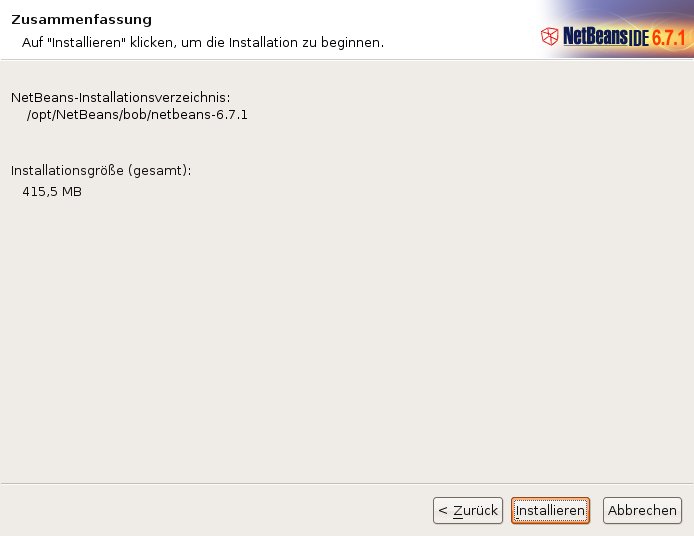 Zusammenfassung
Auf "Installieren" klicken, um die Installation zu beginnen.
NetBeans IDE 6.7.1
NetBeans-Installationsverzeichnis:
/opt/NetBeans/bob/netbeans-6.7.1
Installationsgröße (gesamt):
415,5 MB
< Zurück
Installieren
Abbrechen